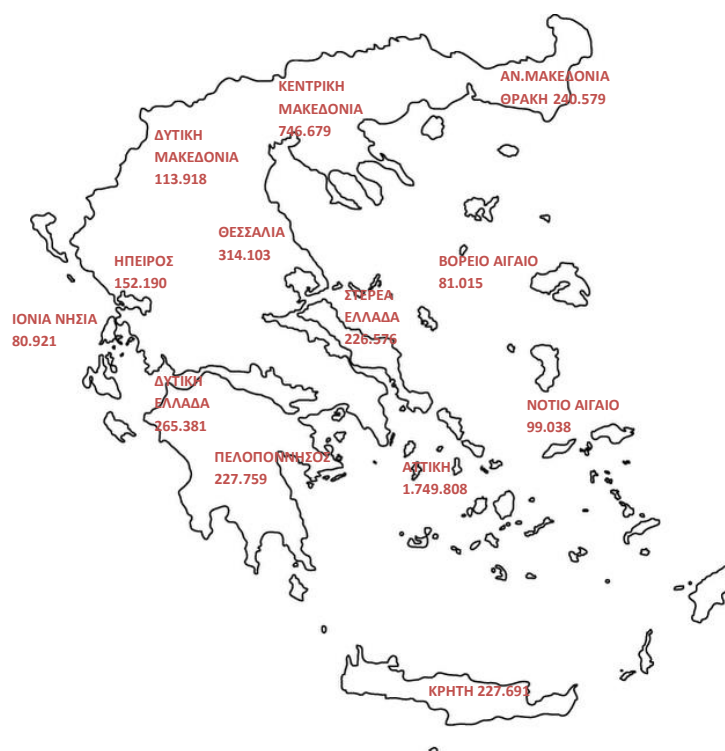 ΑΝ.ΜΑΚΕΔΟΝΙΑ
ΘΡΑΚΗ 240.579
ΚΕΝΤΡΙΚΗ
ΜΑΚΕΔΟΝΙΑ
746.679
ΔΥΤΙΚΗ
ΜΑΚΕΔΟΝΙΑ
113.918
ΘΕΣΣΑΛΙΑ
314.103
ΗΠΕΙΡΟΣ
152.190
ΒΟΡΕΙΟ ΑΙΓΑΙΟ
81.015
ΣΤΕΡΕΑ
ΕΛΛΑΔΑ
226.576
ΙΟΝΙΑ ΝΗΣΙΑ
80.921
ΔΥΤΙΚΗ
ΕΛΛΑΔΑ
265.381
ΝΟΤΙΟ ΑΙΓΑΙΟ
99.038
ΠΕΛΟΠΟΝΝΗΣΟΣ
227.759
ΑΤΤΙΚΗ
1.749.808
ΚΡΗΤΗ 227.691